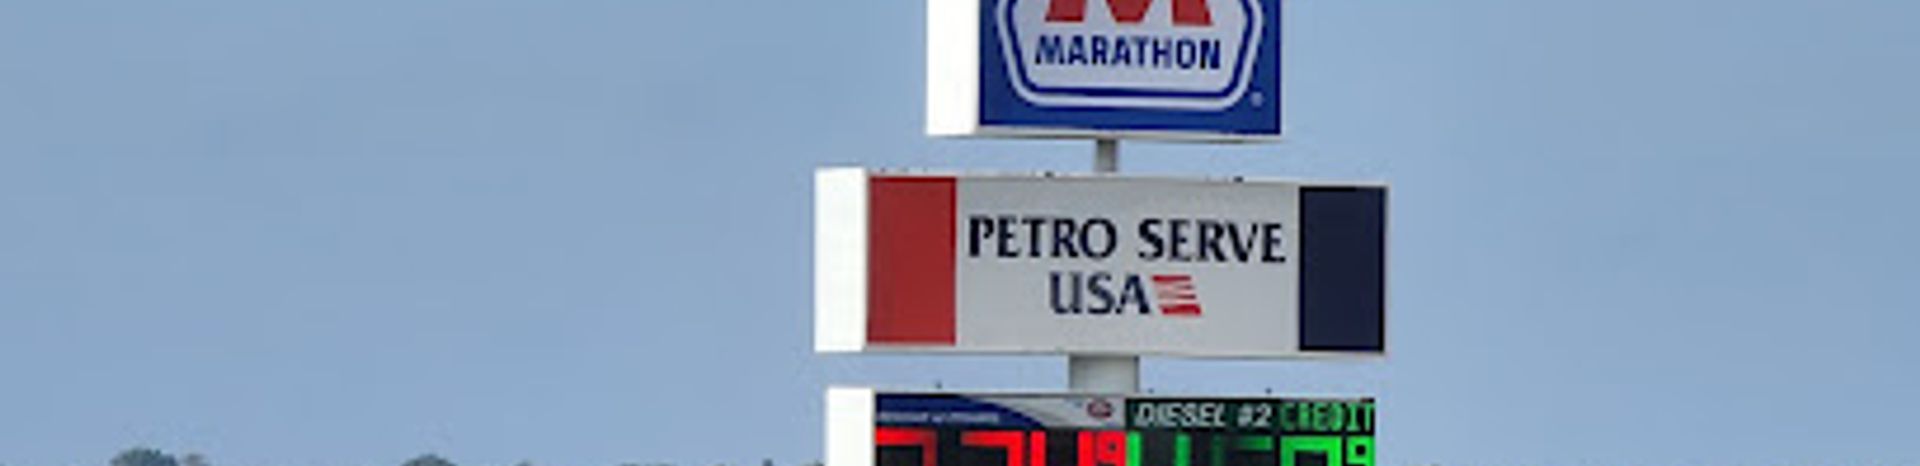 MARATHON
PETRO SERVE
USA
DIESEL #2 CREDIT